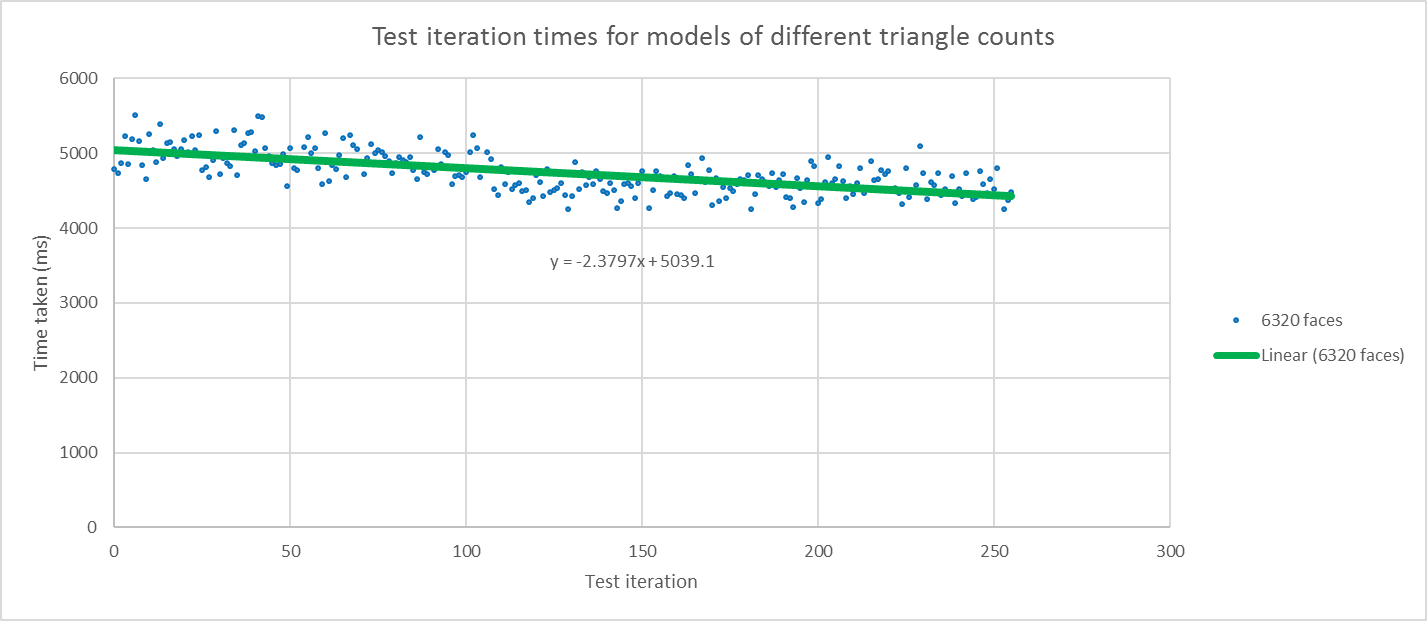 Test iteration times for models of different triangle counts
6000
5000
4000
3000
2000
1000
0
Time taken (ms)
y = -2.3797x + 5039.1
0 50 100 150 200 250 300
Test iteration
6320 faces
Linear (6320 faces)